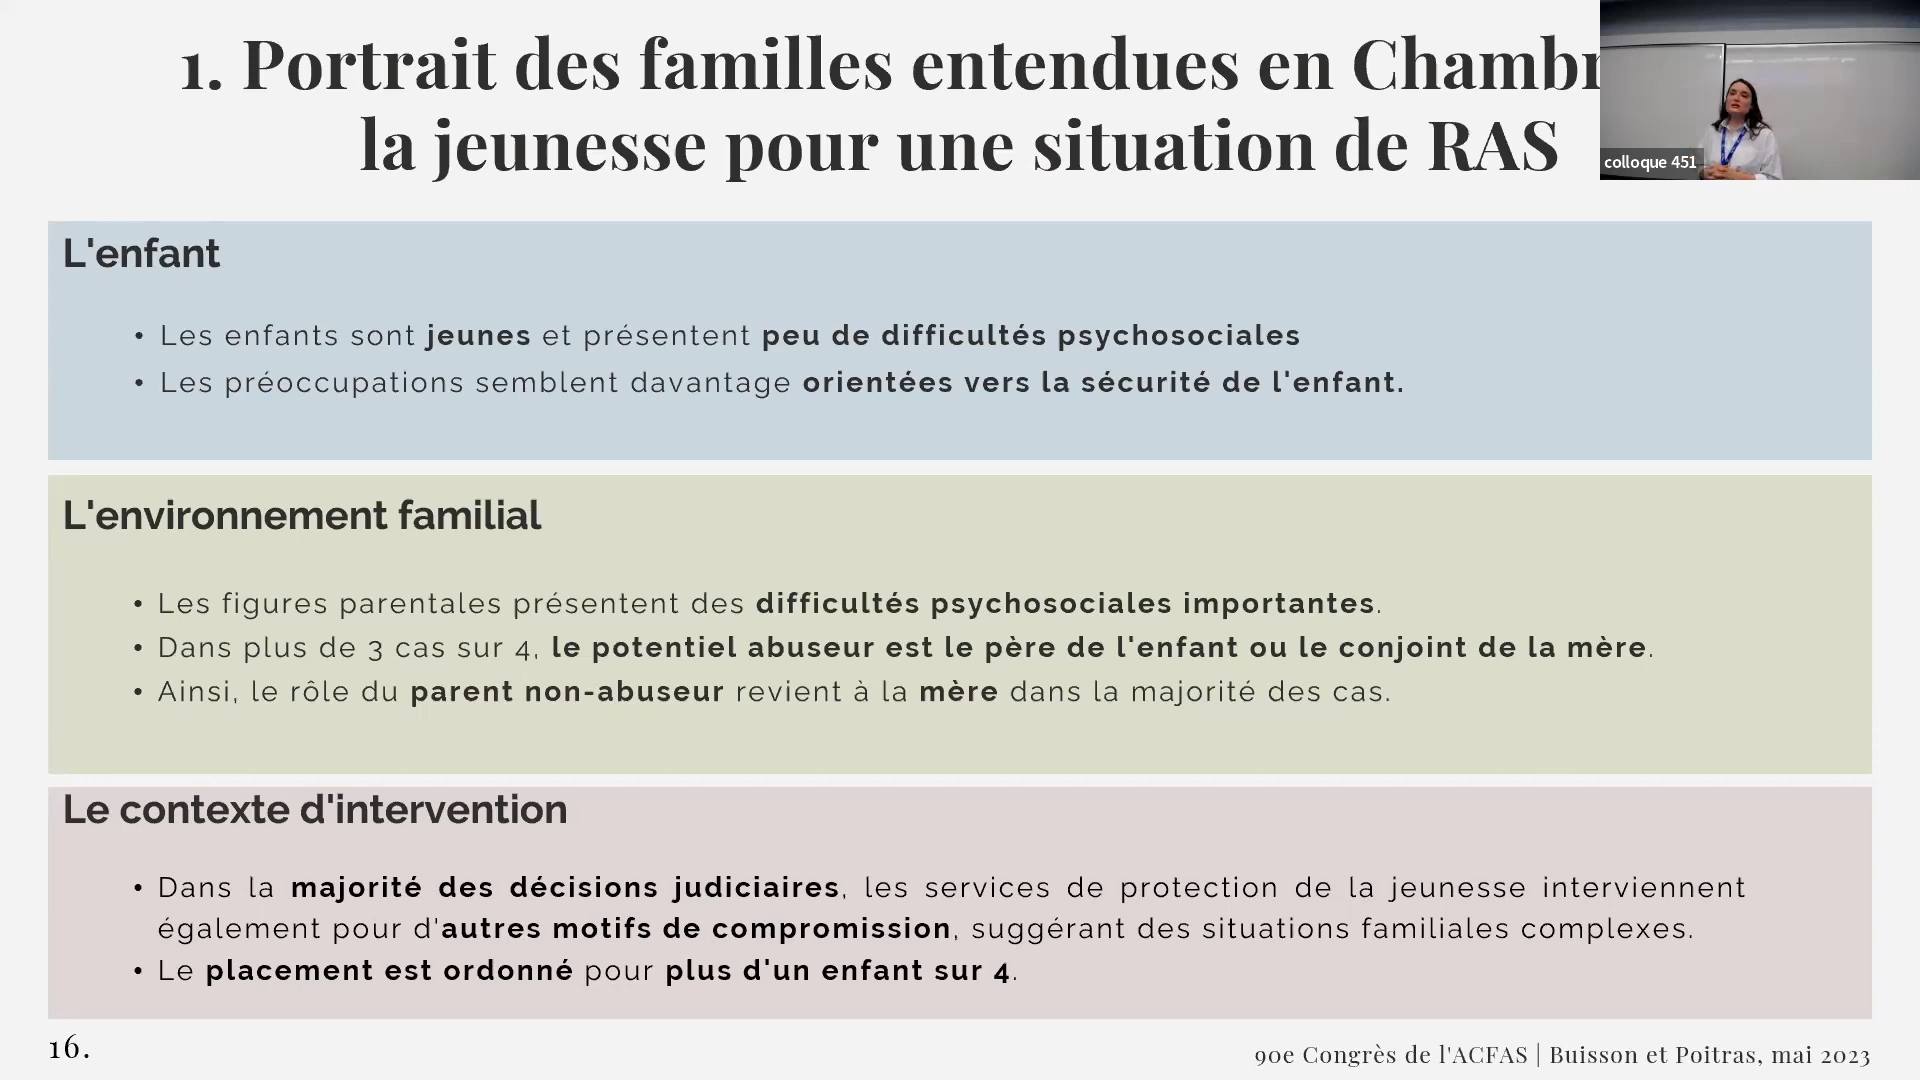 1. Portrait des familles entendues en Chambr
la jeunesse pour une situation de RAS
colloque 451
L'enfant
• Les enfants sont jeunes et présentent peu de difficultés psychosociales
• Les préoccupations semblent davantage orientées vers la sécurité de l'enfant.
L'environnement familial
• Les figures parentales présentent des difficultés psychosociales importantes.
• Dans plus de 3 cas sur 4, le potentiel abuseur est le père de l'enfant ou le conjoint de la mère.
• Ainsi, le rôle du parent non-abuseur revient à la mère dans la majorité des cas.
Le contexte d'intervention
• Dans la majorité des décisions judiciaires, les services de protection de la jeunesse interviennent
également pour d'autres motifs de compromission, suggérant des situations familiales complexes.
• Le placement est ordonné pour plus d'un enfant sur 4.
16.
90e Congrès de l'ACFAS | Buisson et Poitras, mai 2023